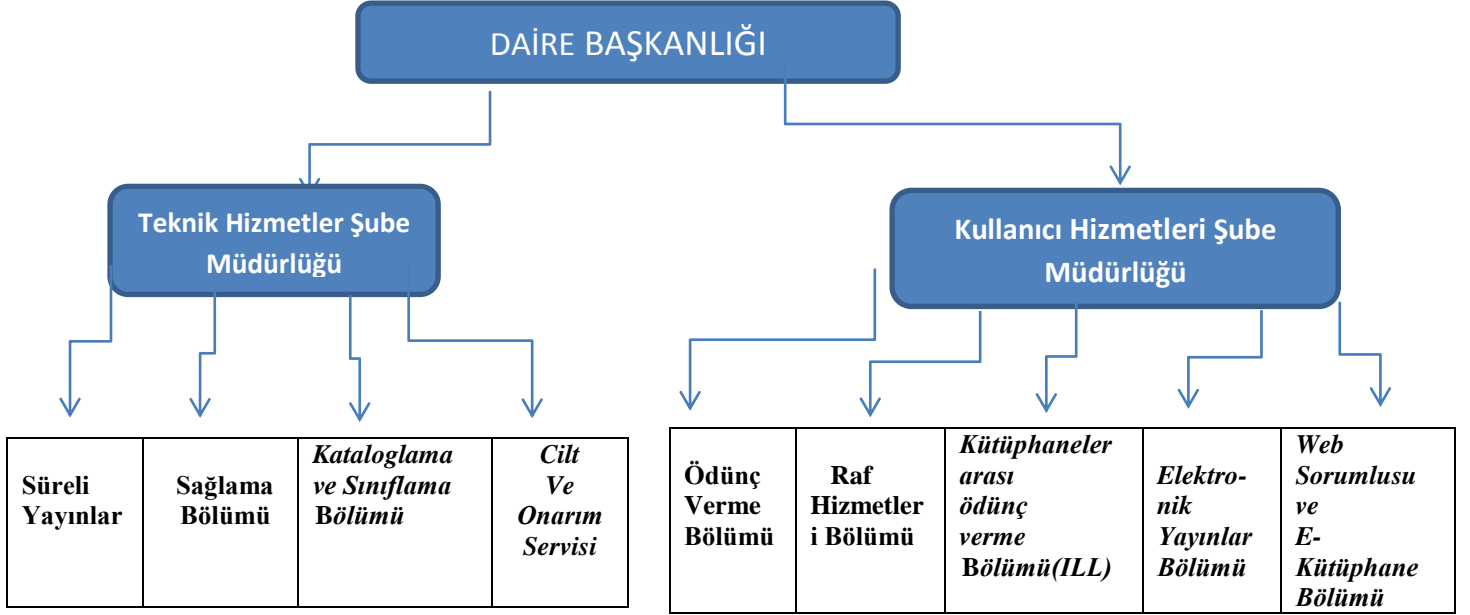 DAİRE BAŞKANLIĞI
Teknik Hizmetler Şube
Müdürlüğü
Kullanıcı Hizmetleri Şube
Müdürlüğü
Süreli
Yayınlar
Sağlama
Bölümü
Kataloglama
ve Sınıflama
Bölümü
Cilt
Ve
Onarım
Servisi
Ödünç
Verme
Bölümü
Raf
Hizmetler
i Bölümü
Kütüphaneler
arası
ödünç
verme
Bölümü(ILL)
Elektro-
nik
Yayınlar
Bölümü
Web
Sorumlusu
ve
E-
Kütüphane
Bölümü